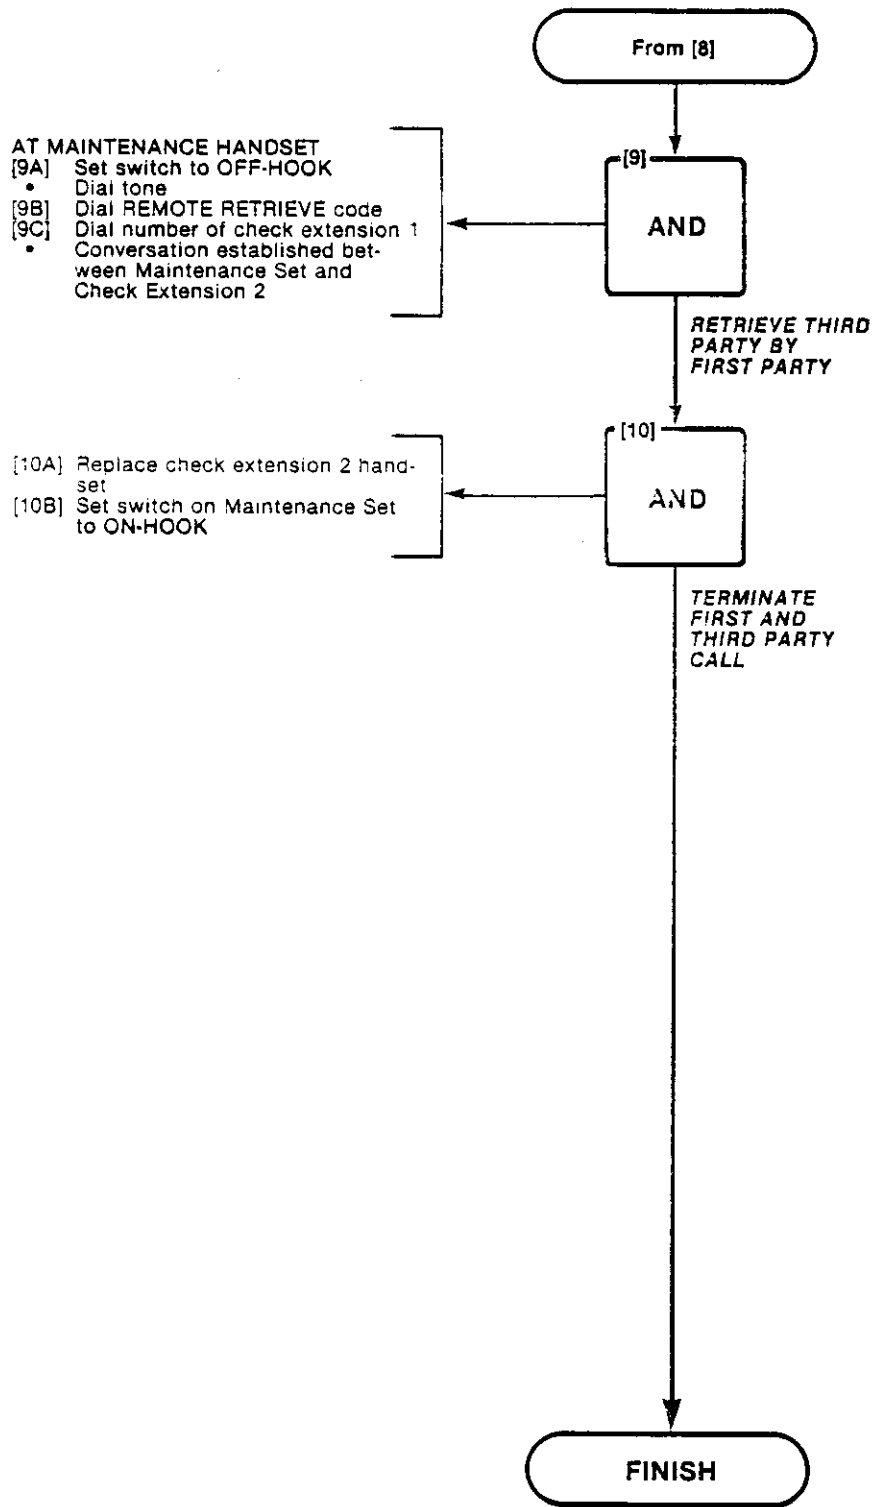 From [8]
AT MAINTENANCE HANDSET
[9A] Set switch to OFF-HOOK
• Dial tone
[9B] Dial REMOTE RETRIEVE code
[9C] Dial number of check extension 1
• Conversation established bet-
ween Maintenance Set and
Check Extension 2
[9]
AND
RETRIEVE THIRD
PARTY BY
FIRST PARTY
[10A] Replace check extension 2 hand-
set
[10B] Set switch on Maintenance Set
to ON-HOOK
[10]
AND
TERMINATE
FIRST AND
THIRD PARTY
CALL
FINISH